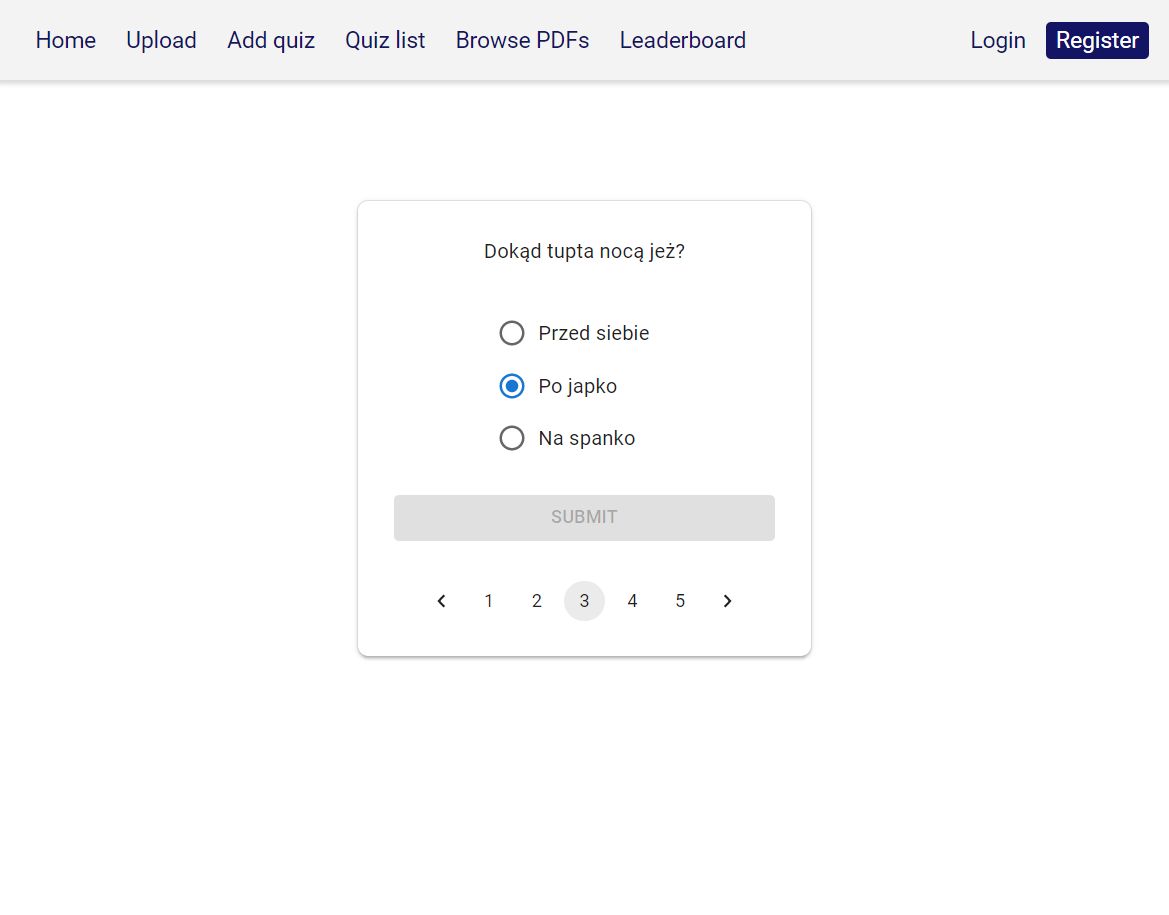 Home Upload Add quiz Quiz list Browse PDFs Leaderboard Login Register
Dokąd tupta nocą jeż?
Przed siebie
Po japko
Na spanko
SUBMIT
1 2 3 4 5